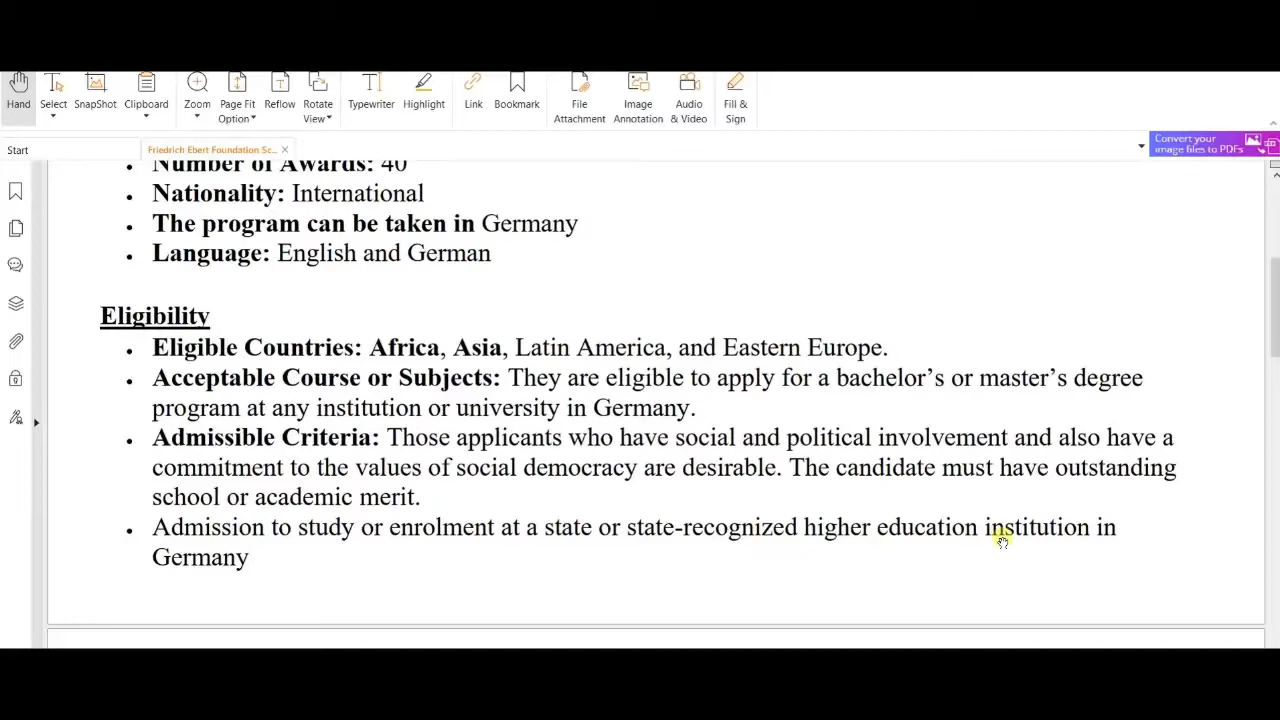 Hand
Select
SnapShot
Clipboard
Zoom
Page Fit
Option
Reflow
Rotate
View
Typewriter
Highlight
Link
Bookmark
File
Attachment
Image
Annotation
Audio
& Video
Fill &
Sign
Start
Friedrich Ebert Foundation Sc...
Convert your
image files to PDFs
• Number of Awards: 40
• Nationality: International
• The program can be taken in Germany
• Language: English and German
Eligibility
• Eligible Countries: Africa, Asia, Latin America, and Eastern Europe.
• Acceptable Course or Subjects: They are eligible to apply for a bachelor’s or master’s degree
program at any institution or university in Germany.
• Admissible Criteria: Those applicants who have social and political involvement and also have a
commitment to the values of social democracy are desirable. The candidate must have outstanding
school or academic merit.
• Admission to study or enrolment at a state or state-recognized higher education institution in
Germany